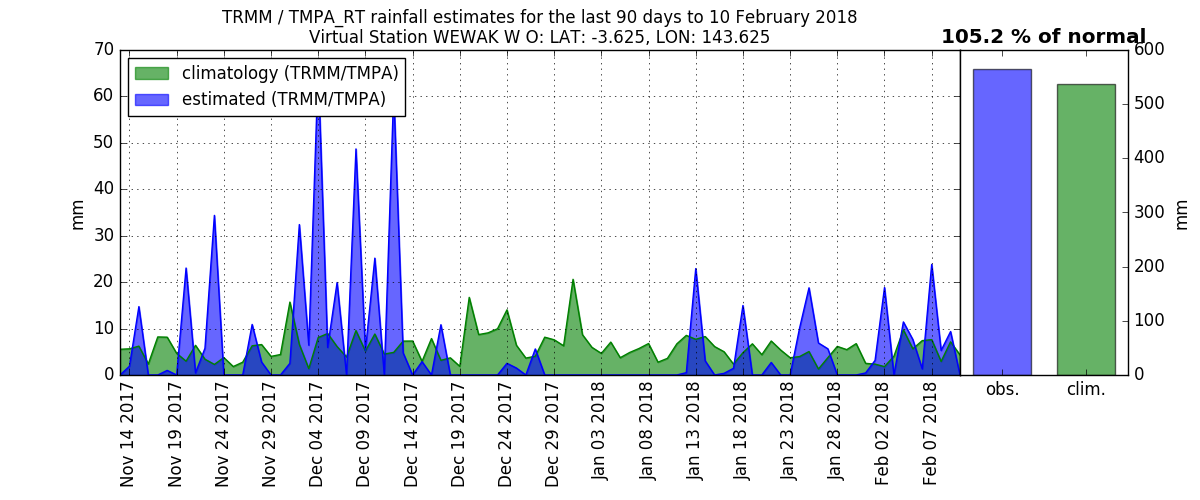 TRMM / TMPA_RT rainfall estimates for the last 90 days to 10 February 2018
Virtual Station WEWAK W O: LAT: -3.625, LON: 143.625
105.2 % of normal
climatology (TRMM/TMPA)
estimated (TRMM/TMPA)
70
60
50
40
30
20
10
0
mm
Nov 14 2017
Nov 19 2017
Nov 24 2017
Nov 29 2017
Dec 04 2017
Dec 09 2017
Dec 14 2017
Dec 19 2017
Dec 24 2017
Dec 29 2017
Jan 03 2018
Jan 08 2018
Jan 13 2018
Jan 18 2018
Jan 23 2018
Jan 28 2018
Feb 02 2018
Feb 07 2018
obs.
clim.
600
500
400
300
200
100
0
mm